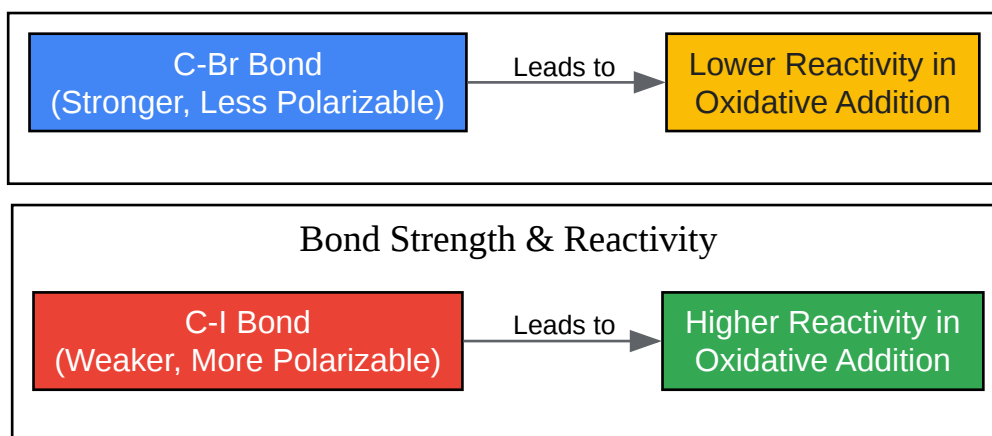 C-Br Bond
(Stronger, Less Polarizable)
Leads to
Lower Reactivity in
Oxidative Addition
Bond Strength & Reactivity
C-I Bond
(Weaker, More Polarizable)
Leads to
Higher Reactivity in
Oxidative Addition